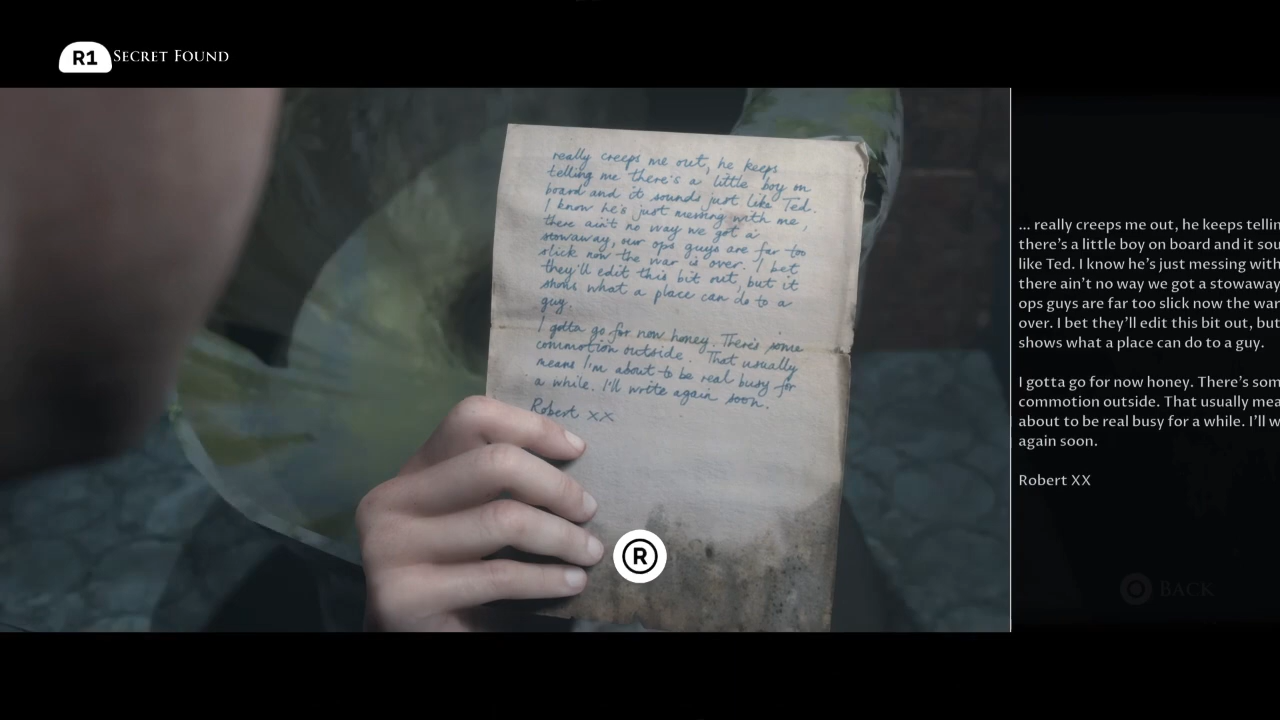 R1 SECRET FOUND
really creeps me out, he keeps
telling me there's a little boy on
board and it sounds just like Ted.
I know he's just messing with me,
there ain't no way we got a
stowaway, our ops guys are far too
slick now the war is over. I bet
they'll edit this bit out, but it
shows what a place can do to a
guy.
I gotta go for now honey. There's some
commotion outside. That usually
means I'm about to be real busy for
a while. I'll write again soon.
Robert XX
R
... really creeps me out, he keeps tellin
there's a little boy on board and it sou
like Ted. I know he's just messing with
there ain't no way we got a stowaway
ops guys are far too slick now the war
over. I bet they'll edit this bit out, but
shows what a place can do to a guy.
I gotta go for now honey. There's som
commotion outside. That usually mea
about to be real busy for a while. I'll w
again soon.
Robert XX
BACK